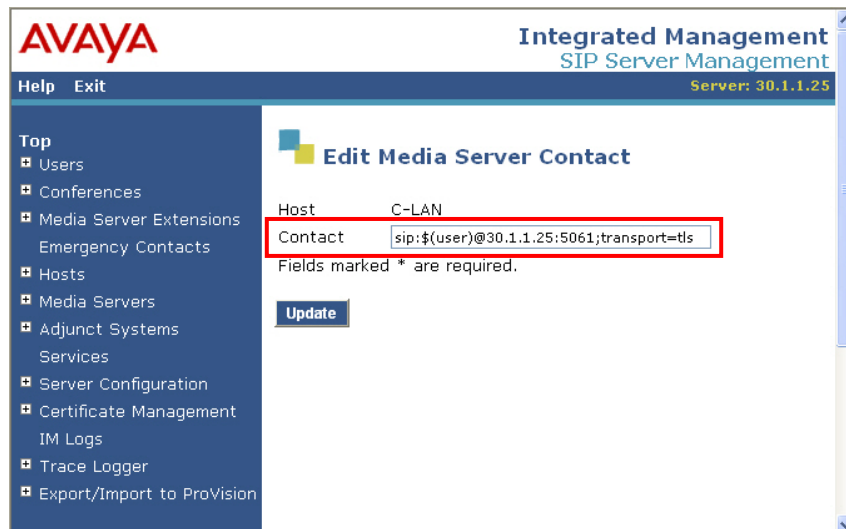 AVAYA
Integrated Management
SIP Server Management
Help Exit
Server: 30.1.1.25
Top
Users
Conferences
Media Server Extensions
Emergency Contacts
Hosts
Media Servers
Adjunct Systems
Services
Server Configuration
Certificate Management
IM Logs
Trace Logger
Export/Import to ProVision
Edit Media Server Contact
Host C-LAN
Contact sip:$(user)@30.1.1.25:5061;transport=tls
Fields marked * are required.
Update